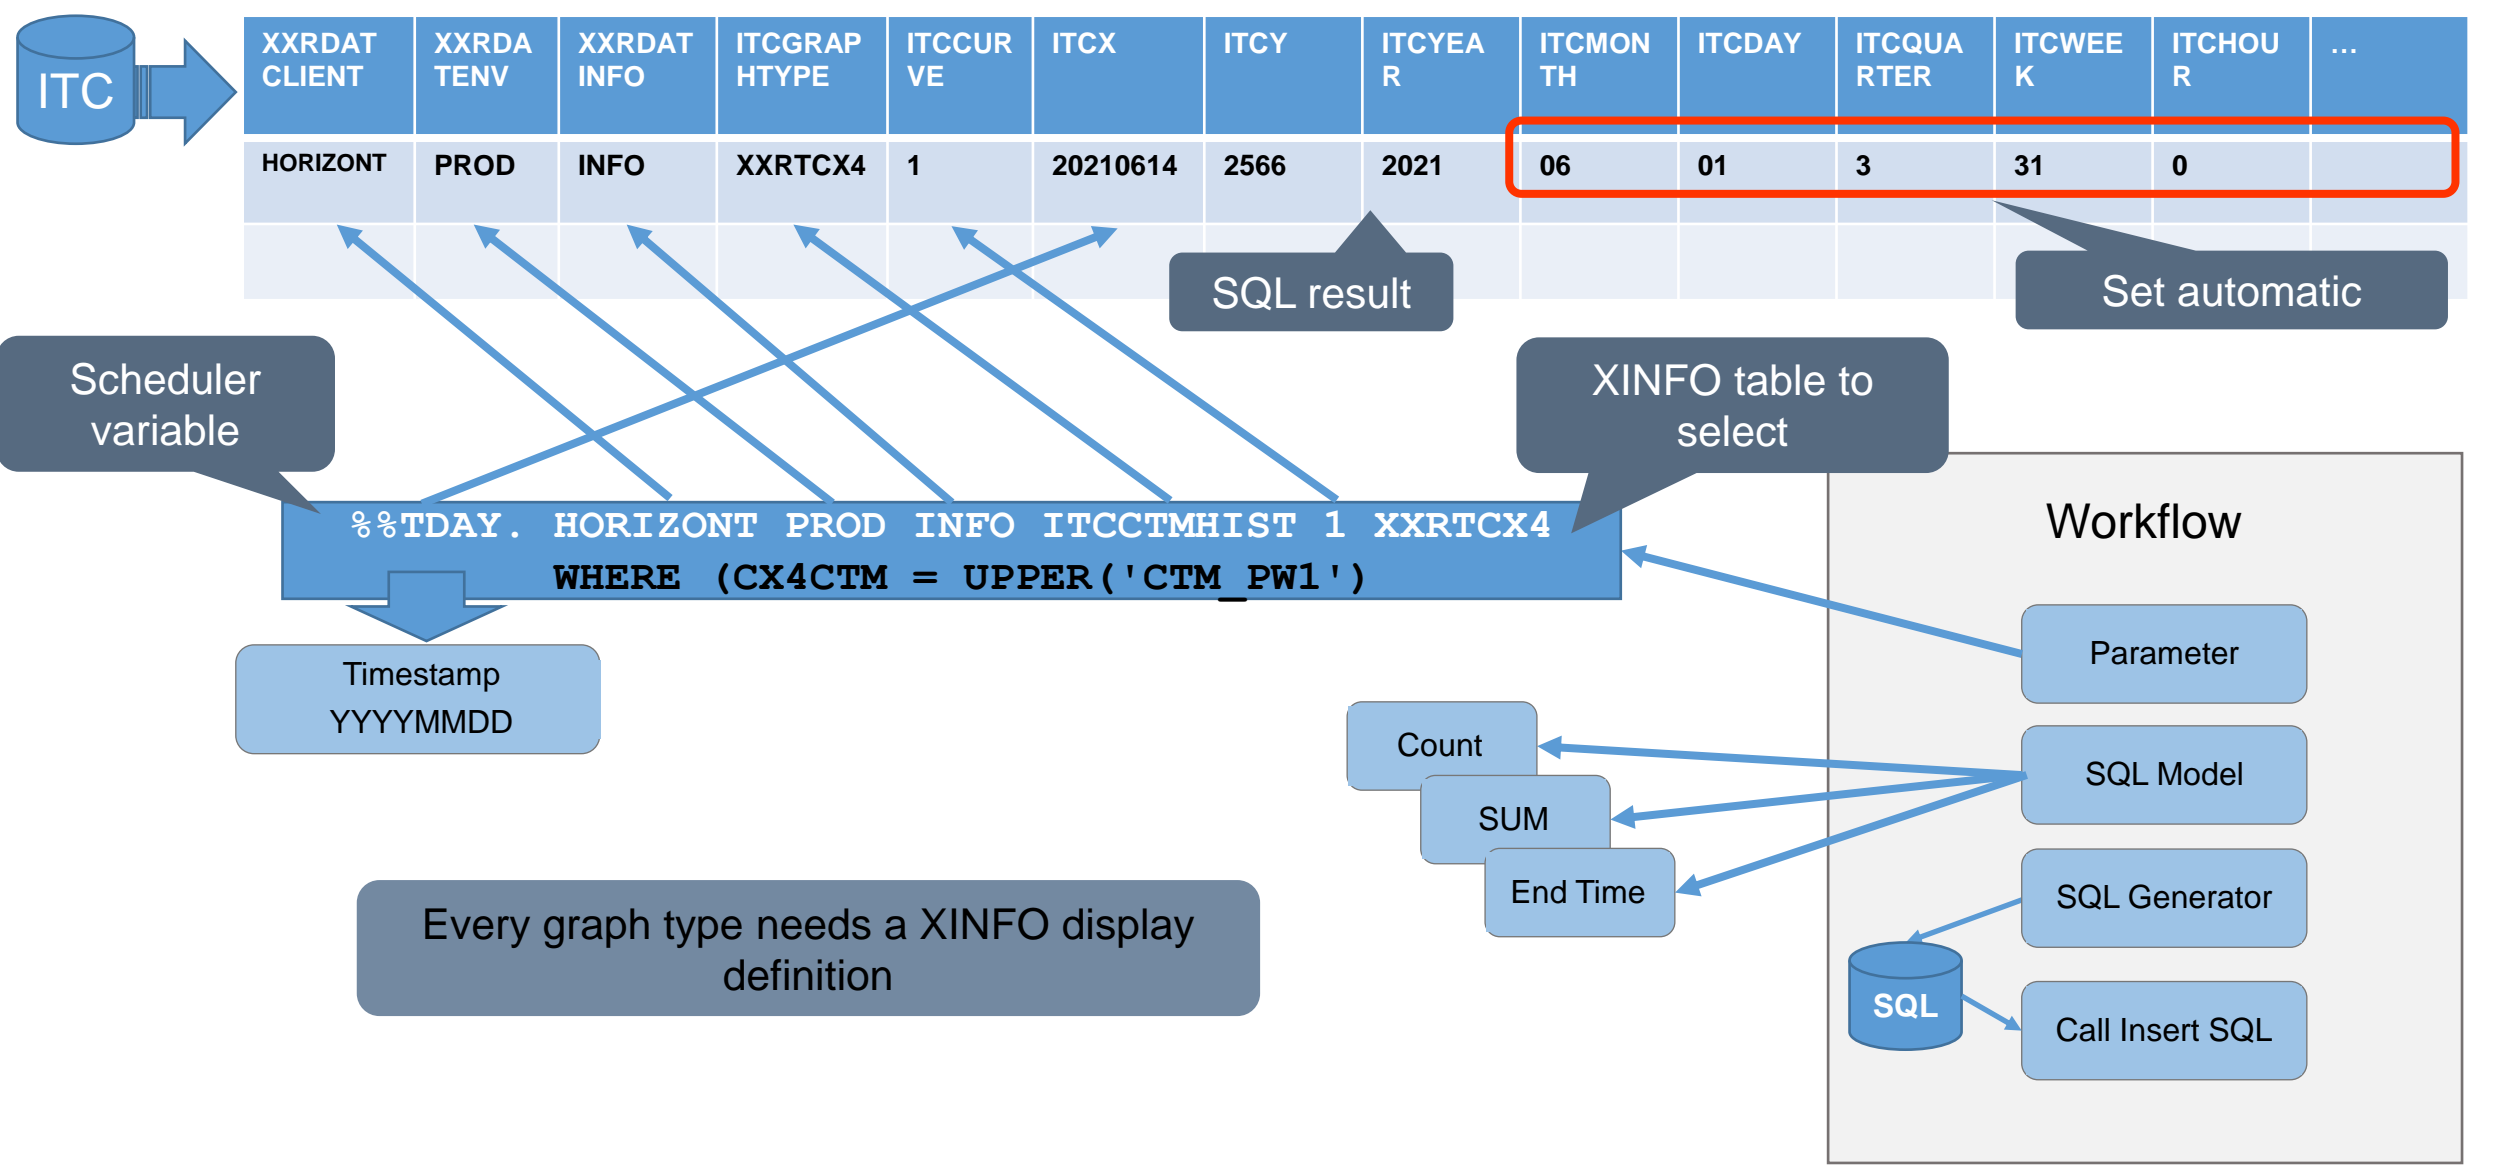 ITC
XXRDAT
CLIENT
XXRDA
TENV
XXRDAT
INFO
ITCGRAP
HTYPE
ITCCUR
VE
ITCX
ITCY
ITCYEA
R
ITCMON
TH
ITCDAY
ITCQUA
RTER
ITCWEE
K
ITCHOU
R
...
HORIZONT
PROD
INFO
XXRTCX4
1
20210614
2566
2021
06
01
3
31
0
SQL result
Set automatic
Scheduler
variable
XINFO table to
select
%%TDAY. HORIZONT PROD INFO ITCCTMHIST 1 XXRTCX4
WHERE (CX4CTM = UPPER('CTM_PW1')
Timestamp
YYYYMMDD
Workflow
Parameter
SQL Model
SQL Generator
Call Insert SQL
SQL
Count
SUM
End Time
Every graph type needs a XINFO display
definition